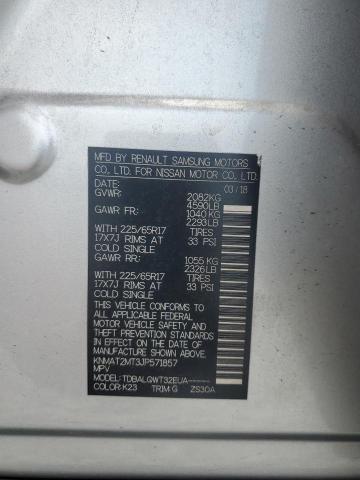 MFD BY RENAULT SAMSUNG MOTORS
CO., LTD. FOR NISSAN MOTOR CO., LTD.
DATE: 03/18
GVWR: 2082KG
4590LB
GAWR FR: 1040 KG
2293LB
WITH 225/65R17 TIRES
17X7J RIMS AT 33 PSI
COLD SINGLE
GAWR RR: 1055 KG
2326LB
WITH 225/65R17 TIRES
17X7J RIMS AT 33 PSI
COLD SINGLE
THIS VEHICLE CONFORMS TO ALL
APPLICABLE FEDERAL MOTOR
VEHICLE SAFETY, BUMPER,
AND THEFT PREVENTION STANDARDS
IN EFFECT ON THE DATE OF
MANUFACTURE SHOWN ABOVE.
KNMAT2MT3JP571857
MPV
MODEL:TDBALQWT32EUA-----
COLOR:K23 TRIM:G ZS30A